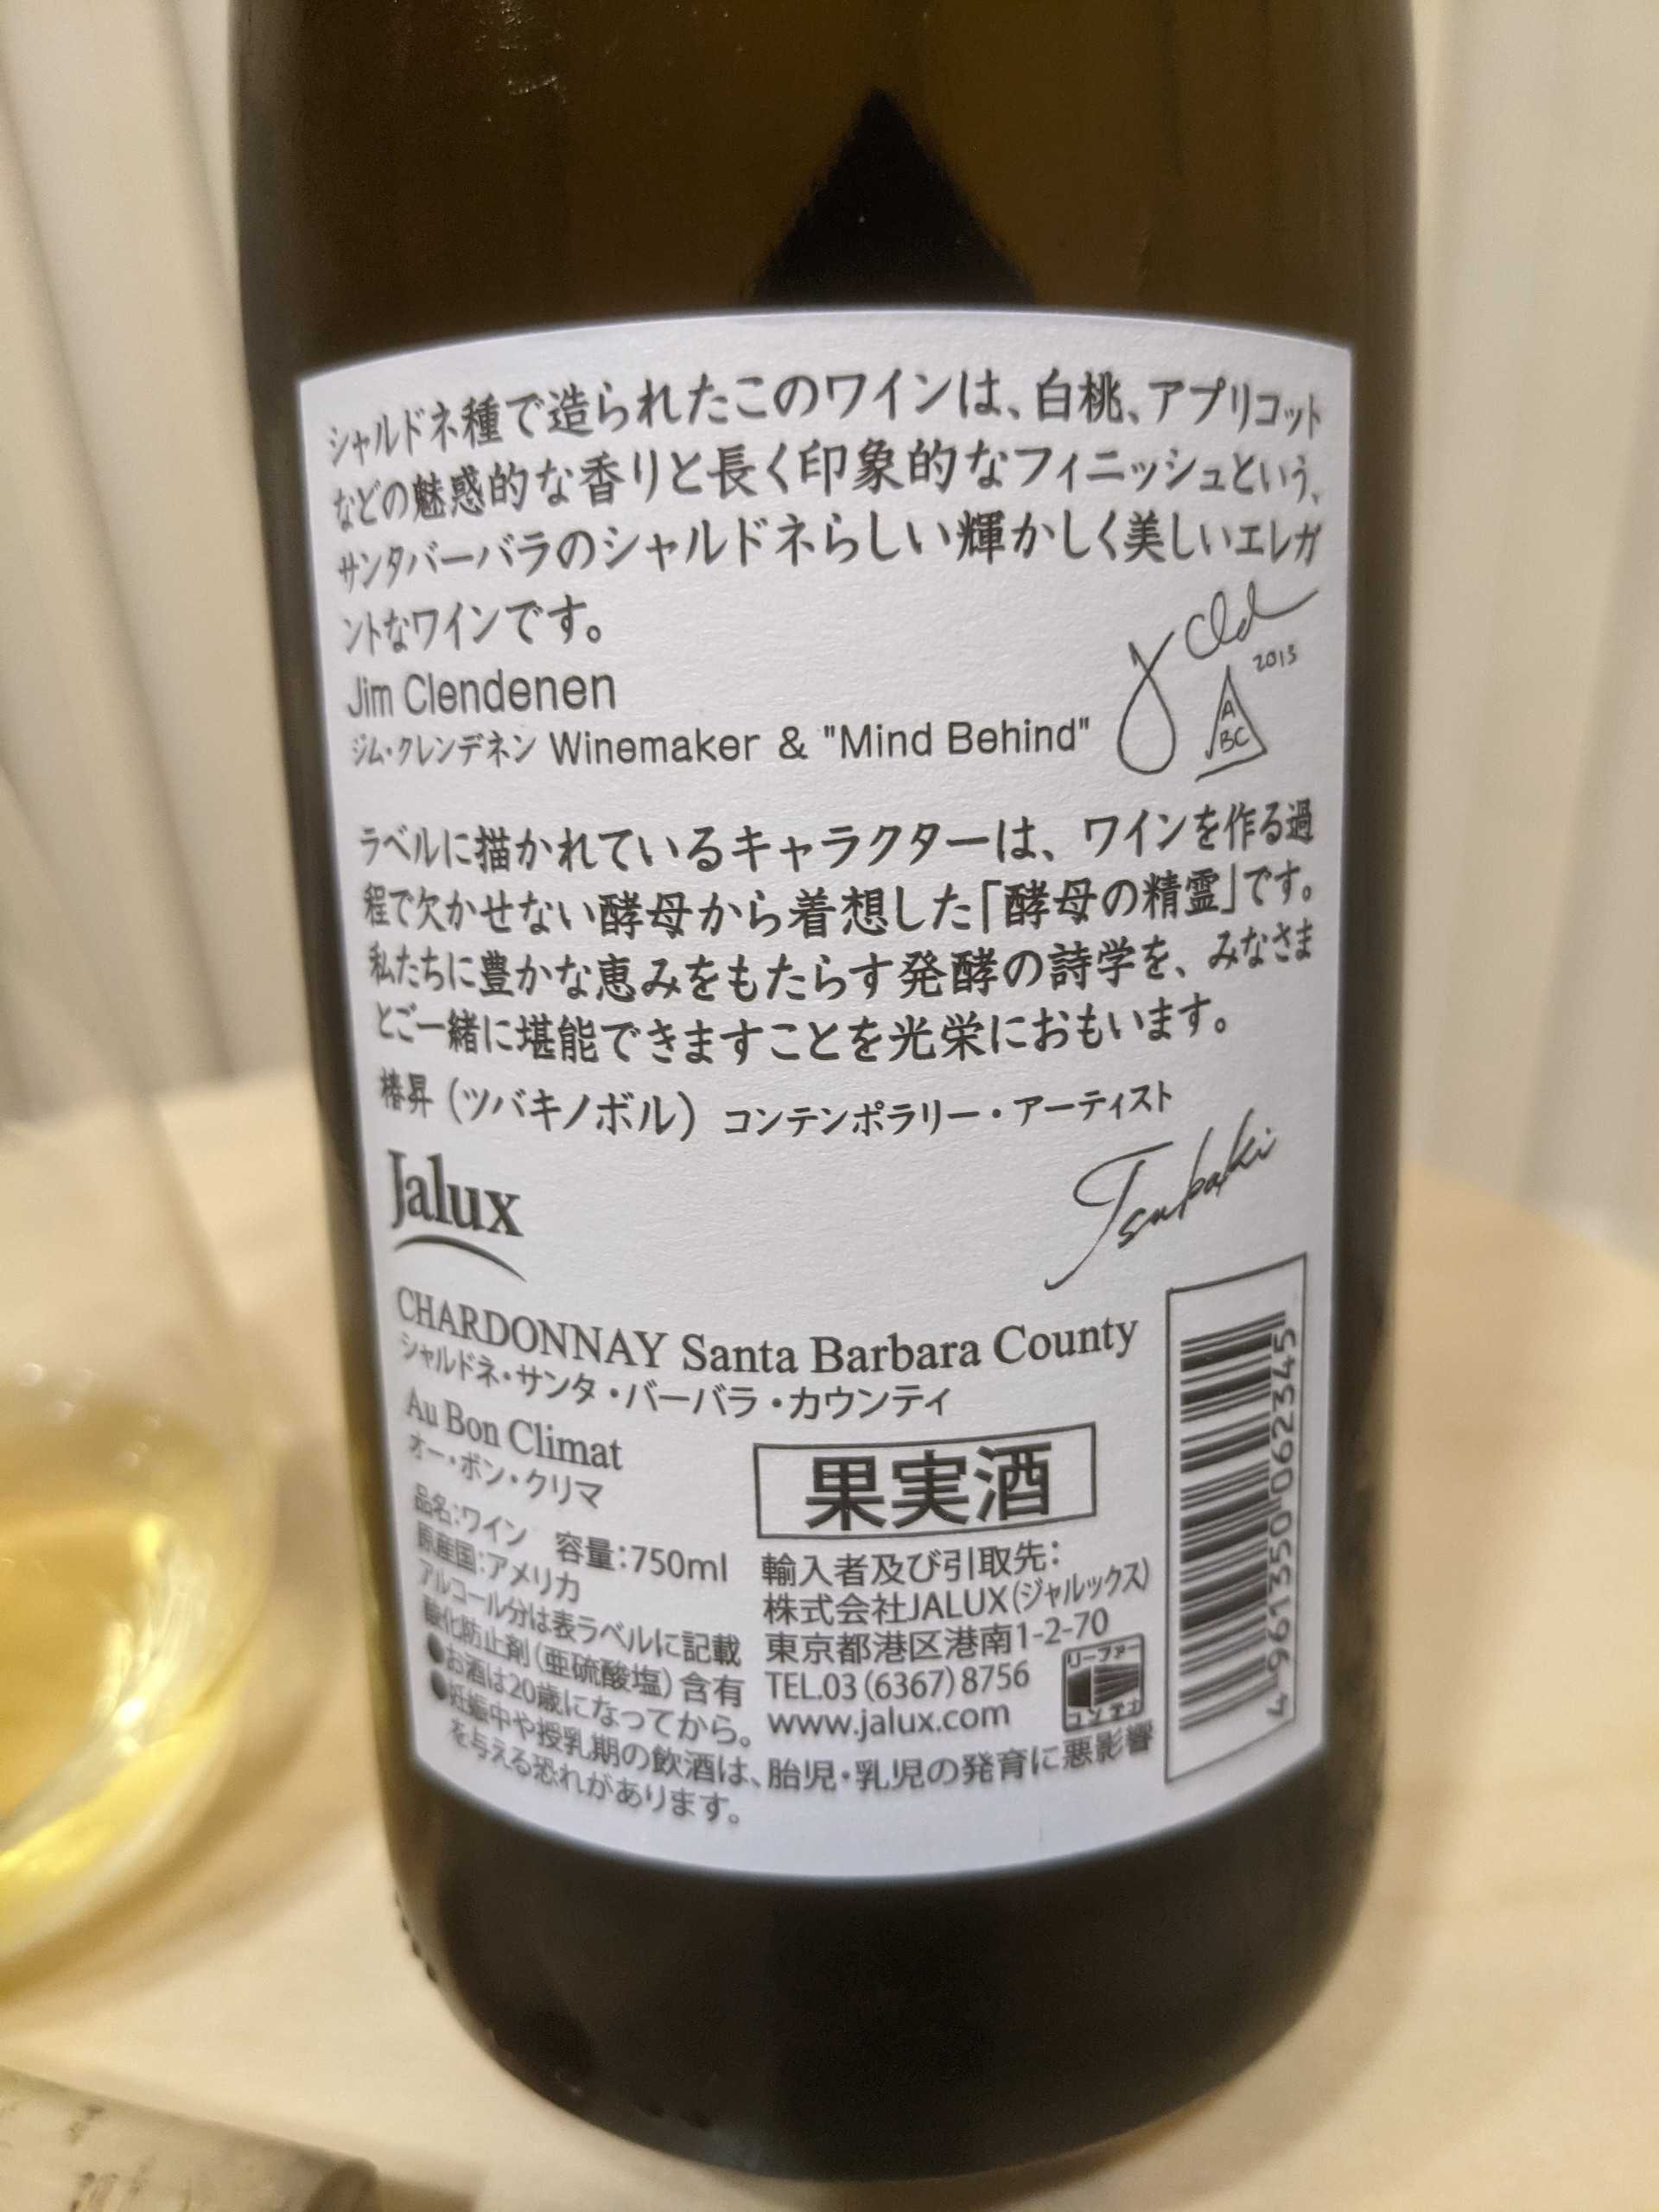 シャルドネ種で造られたこのワインは、白桃、アプリコット
などの魅惑的な香りと長く印象的なフィニッシュという、
サンタバーバラのシャルドネらしい輝かしく美しいエレガ
ントなワインです。
Jim Clendenen
ジム・クレンデネン Winemaker & "Mind Behind"
2015
A
BC
ラベルに描かれているキャラクターは、ワインを作る過
程で欠かせない酵母から着想した「酵母の精霊」です。
私たちに豊かな恵みをもたらす発酵の詩学を、みなさま
とご一緒に堪能できますことを光栄におもいます。
椿昇(ツバキノボル) コンテンポラリー・アーティスト
Tsubaki
Jalux
CHARDONNAY Santa Barbara County
シャルドネ・サンタ・バーバラ・カウンティ
Au Bon Climat
オー・ボン・クリマ
果実酒
品名:ワイン 容量:750ml
原産国:アメリカ
アルコール分は表ラベルに記載
酸化防止剤(亜硫酸塩)含有
●お酒は20歳になってから。
●妊娠中や授乳期の飲酒は、胎児・乳児の発育に悪影響
を与える恐れがあります。
輸入者及び引取先:
株式会社JALUX(ジャルックス)
東京都港区港南1-2-70
TEL.03(6367)8756
www.jalux.com
リーファー
コンテナ
4961350062345